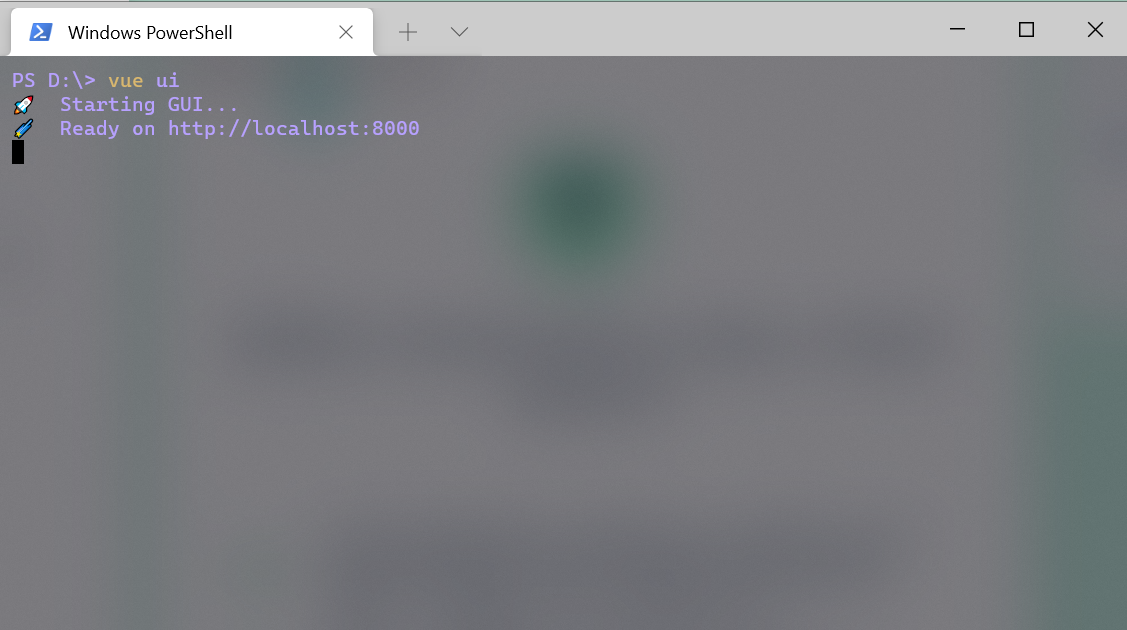 Windows PowerShell
PS D:\> vue ui
🚀 Starting GUI...
🌠 Ready on http://localhost:8000